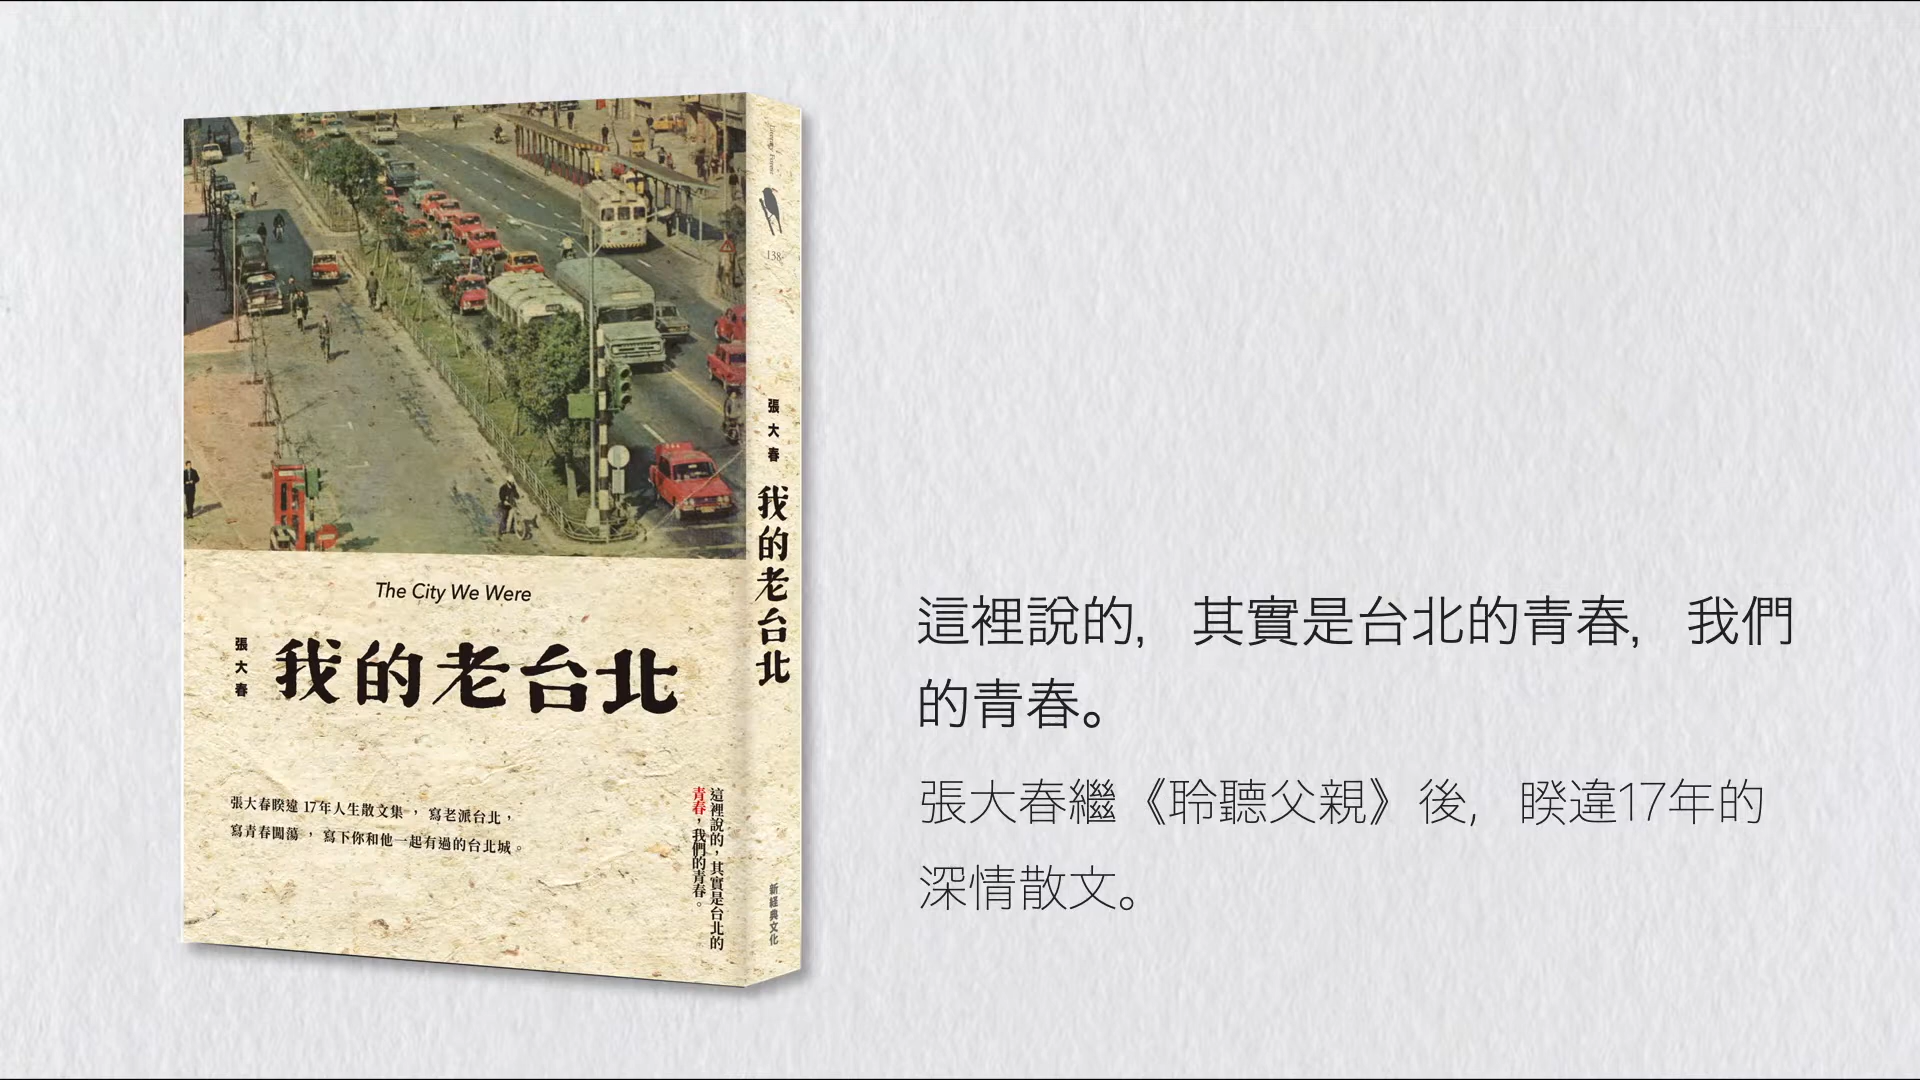 The City We Were
張大春
我的老台北
張大春睽違17年人生散文集，寫老派台北，
寫青春闖蕩，寫下你和他一起有過的台北城。
這裡說的，其實是台北的
青春，我們的青春。
138
張大春
我的老台北
新經典文化
這裡說的，其實是台北的青春，我們
的青春。
張大春繼《聆聽父親》後，睽違17年的
深情散文。